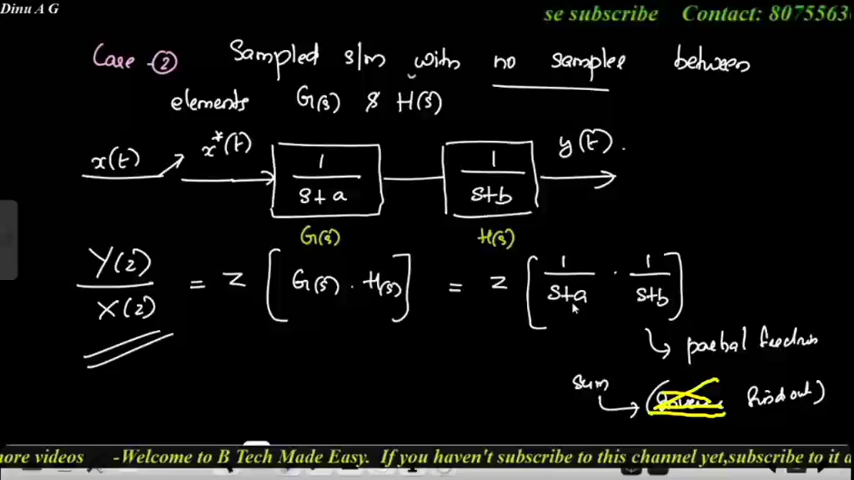 Dinu A G
se subscribe Contact: 80755563
Case -② Sampled s/m with no sampler between
elements G(s) & H(s)
x(t) x*(t) 1/(s+a) 1/(s+b) y(t).
G(s) H(s)
Y(z)/X(z) = Z [G(s) . H(s)] = Z [1/(s+a) . 1/(s+b)]
partial
sum
Find out)
ore videos -Welcome to B Tech Made Easy. If you haven't subscribe to this channel yet,subscribe to it a